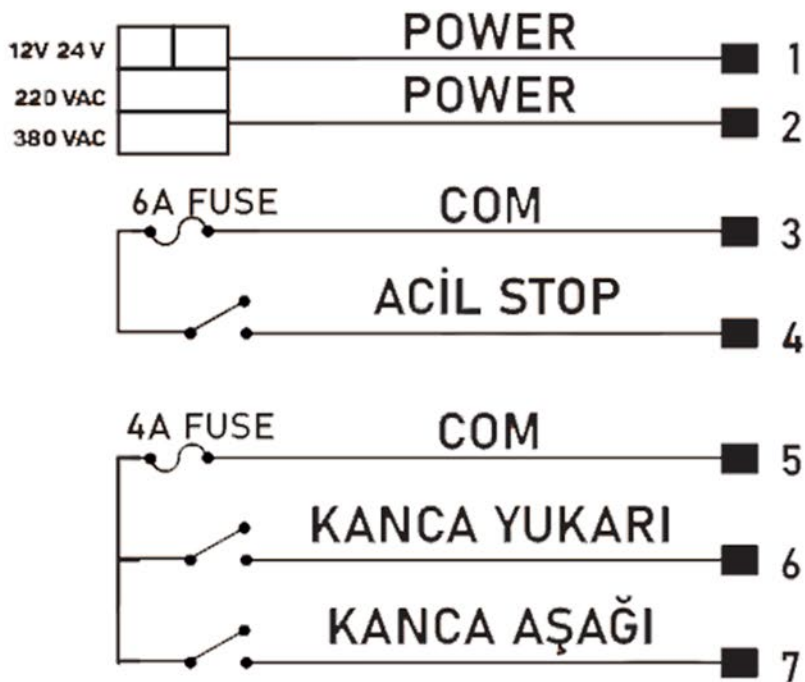 12V 24 V POWER 1
220 VAC POWER 2
380 VAC
6A FUSE COM 3
ACİL STOP 4
4A FUSE COM 5
KANCA YUKARI 6
KANCA AŞAĞI 7